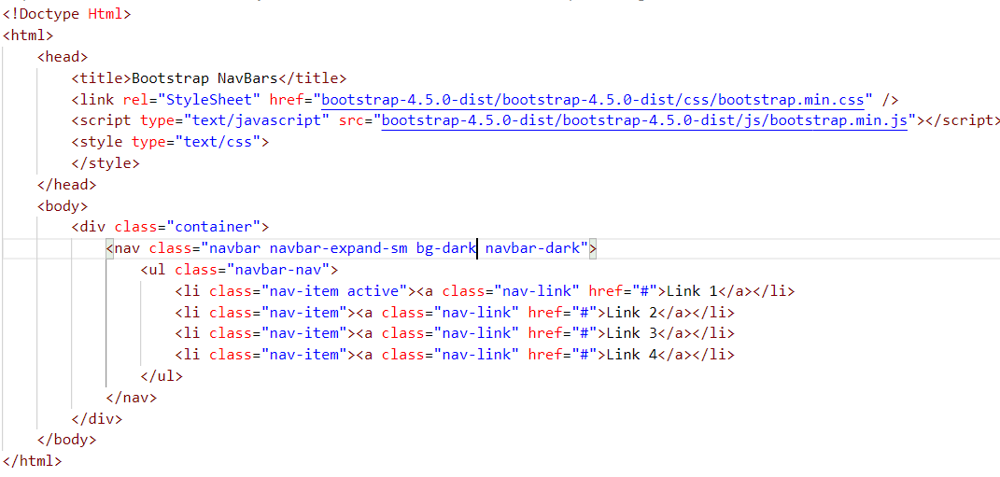 <!Doctype Html>
<html>
    <head>
        <title>Bootstrap NavBars</title>
        <link rel="StyleSheet" href="bootstrap-4.5.0-dist/bootstrap-4.5.0-dist/css/bootstrap.min.css" />
        <script type="text/javascript" src="bootstrap-4.5.0-dist/bootstrap-4.5.0-dist/js/bootstrap.min.js"></script>
        <style type="text/css">
        </style>
    </head>
    <body>
        <div class="container">
            <nav class="navbar navbar-expand-sm bg-dark navbar-dark">
                <ul class="navbar-nav">
                    <li class="nav-item active"><a class="nav-link" href="#">Link 1</a></li>
                    <li class="nav-item"><a class="nav-link" href="#">Link 2</a></li>
                    <li class="nav-item"><a class="nav-link" href="#">Link 3</a></li>
                    <li class="nav-item"><a class="nav-link" href="#">Link 4</a></li>
                </ul>
            </nav>
        </div>
    </body>
</html>